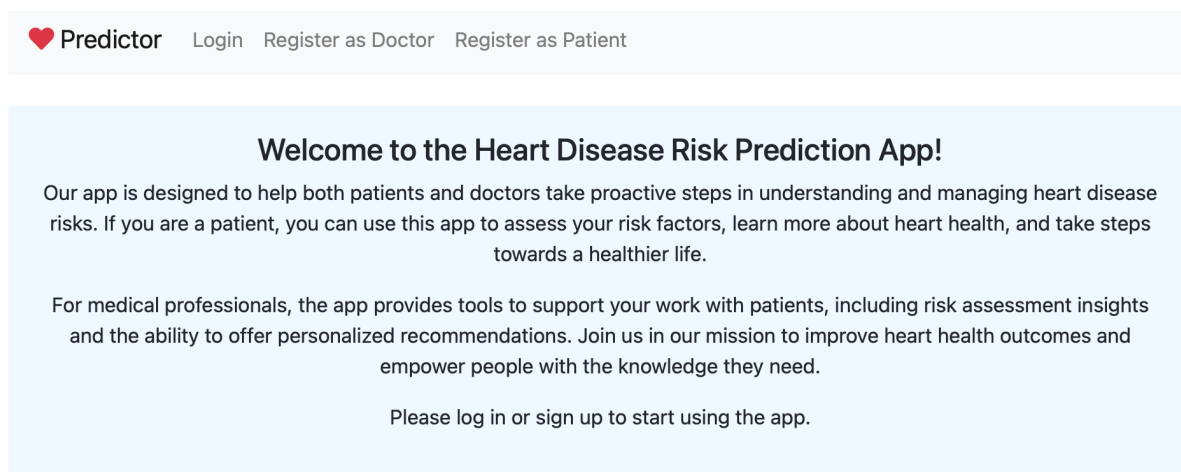 Predictor Login Register as Doctor Register as Patient
Welcome to the Heart Disease Risk Prediction App!
Our app is designed to help both patients and doctors take proactive steps in understanding and managing heart disease
risks. If you are a patient, you can use this app to assess your risk factors, learn more about heart health, and take steps
towards a healthier life.
For medical professionals, the app provides tools to support your work with patients, including risk assessment insights
and the ability to offer personalized recommendations. Join us in our mission to improve heart health outcomes and
empower people with the knowledge they need.
Please log in or sign up to start using the app.